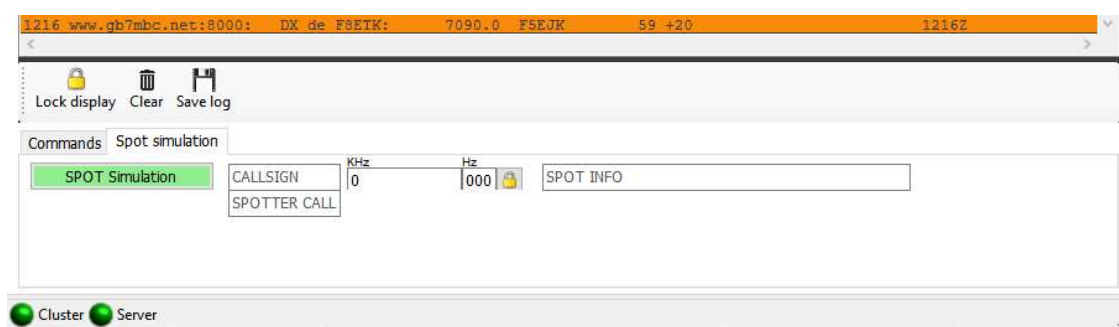 1216 www.gb7mbc.net:8000: DX de F8ETK: 7090.0 F5EJK 59 +20 1216Z
Lock display Clear Save log
Commands Spot simulation
KHz Hz
SPOT Simulation CALLSIGN 0 000 SPOT INFO
SPOTTER CALL
Cluster Server